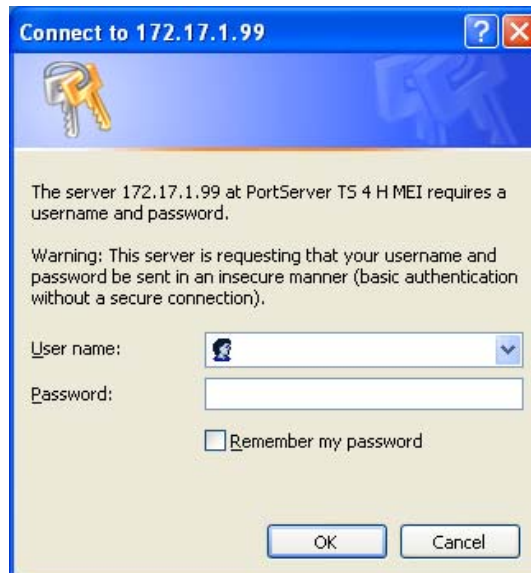 Connect to 172.17.1.99
The server 172.17.1.99 at PortServer TS 4 H MEI requires a
username and password.
Warning: This server is requesting that your username and
password be sent in an insecure manner (basic authentication
without a secure connection).
User name:
Password:
Remember my password
OK Cancel